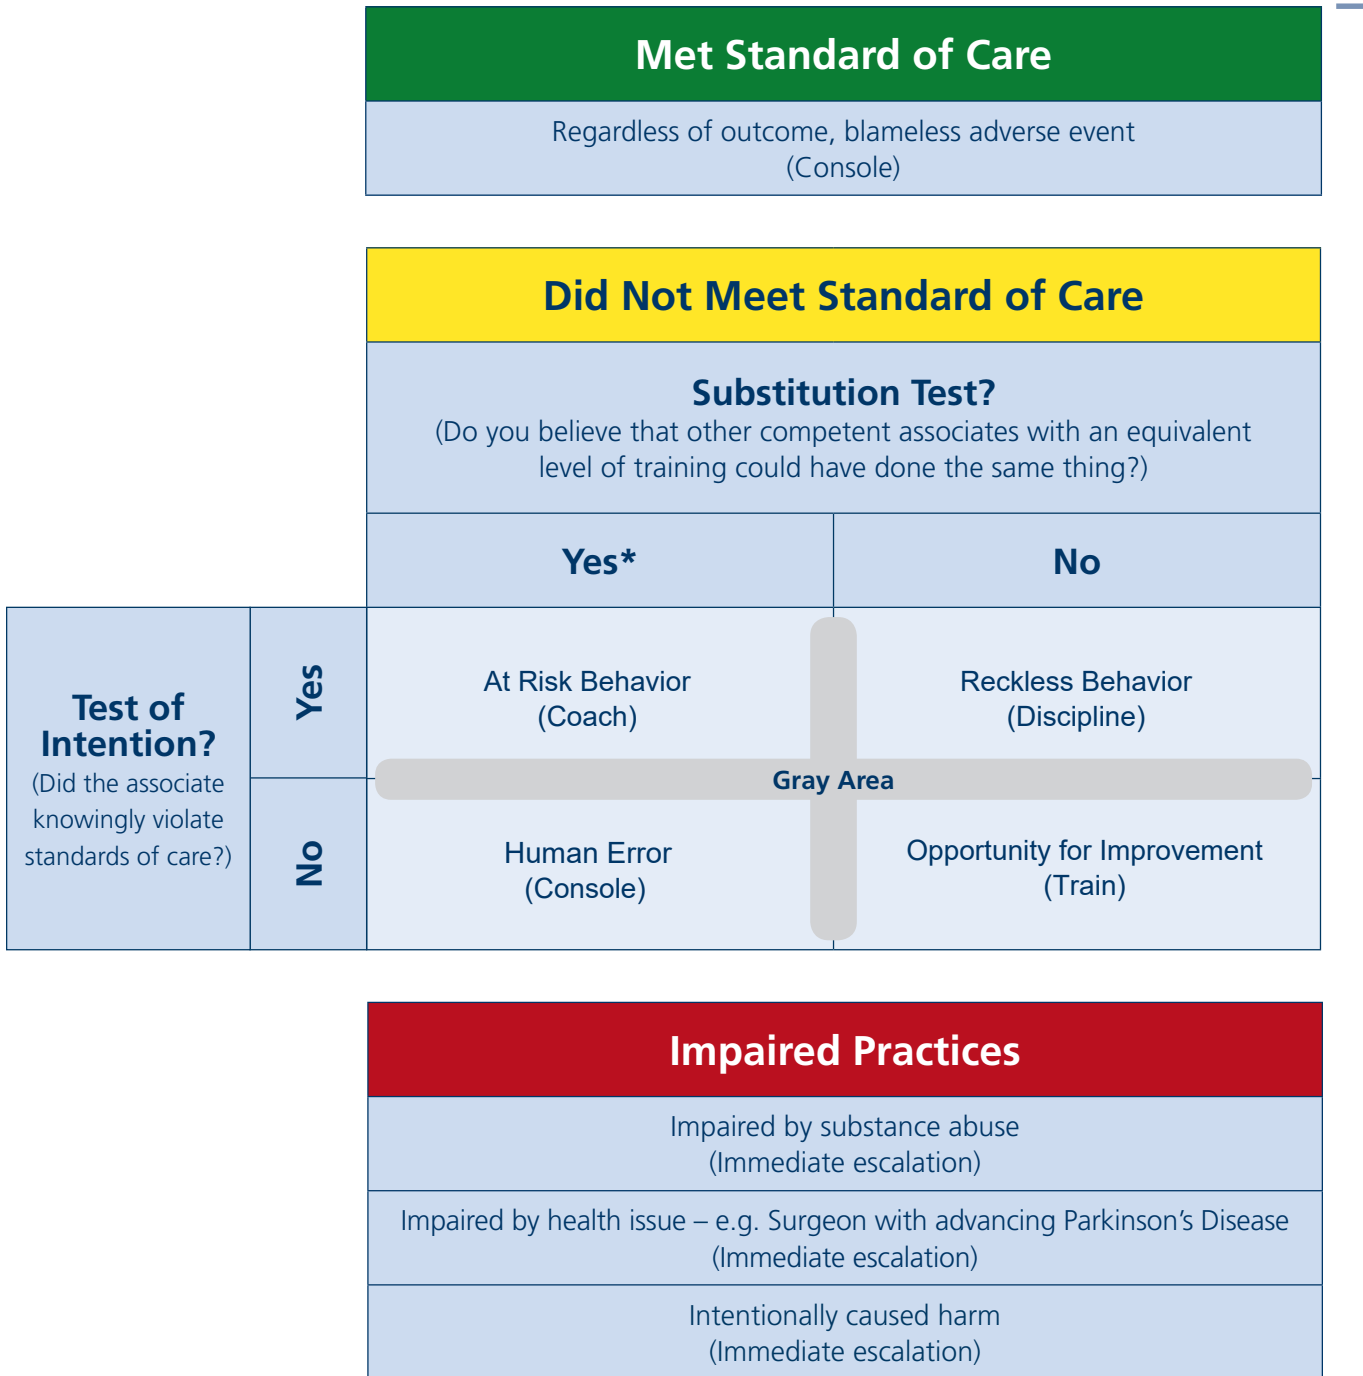 Met Standard of Care
Regardless of outcome, blameless adverse event
(Console)
Did Not Meet Standard of Care
Substitution Test?
(Do you believe that other competent associates with an equivalent
level of training could have done the same thing?)
Yes*
No
Test of
Intention?
(Did the associate
knowingly violate
standards of care?)
Yes
At Risk Behavior
(Coach)
Reckless Behavior
(Discipline)
Gray Area
No
Human Error
(Console)
Opportunity for Improvement
(Train)
Impaired Practices
Impaired by substance abuse
(Immediate escalation)
Impaired by health issue – e.g. Surgeon with advancing Parkinson’s Disease
(Immediate escalation)
Intentionally caused harm
(Immediate escalation)